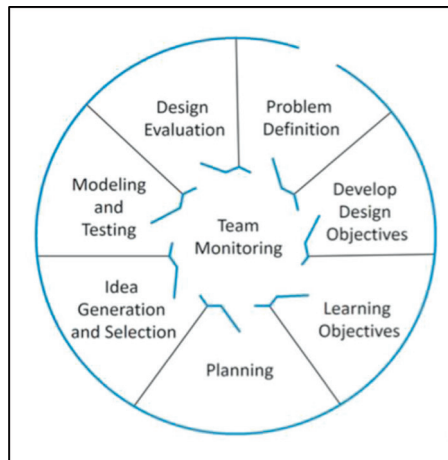 Design
Evaluation
Problem
Definition
Modeling
and
Testing
Develop
Design
Objectives
Team
Monitoring
Idea
Generation
and Selection
Learning
Objectives
Planning